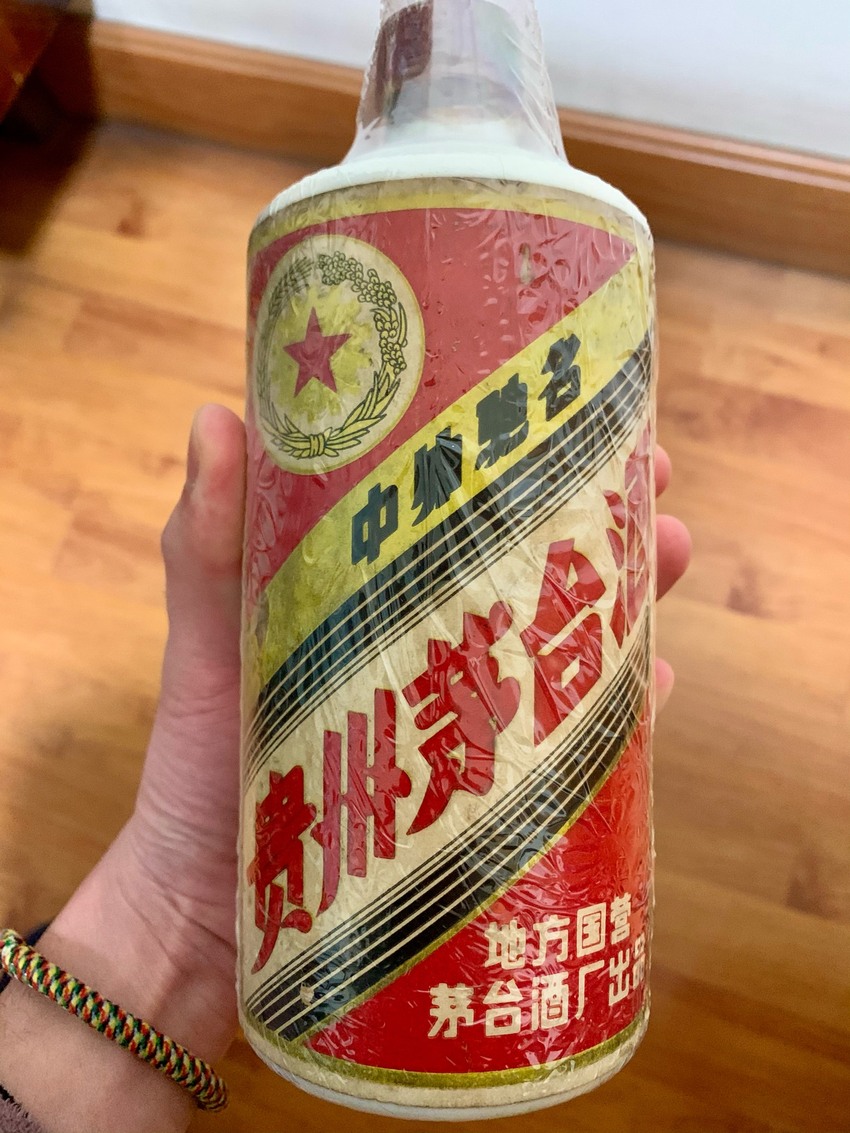 中外驰名
贵州茅台酒
地方国营
茅台酒厂出品